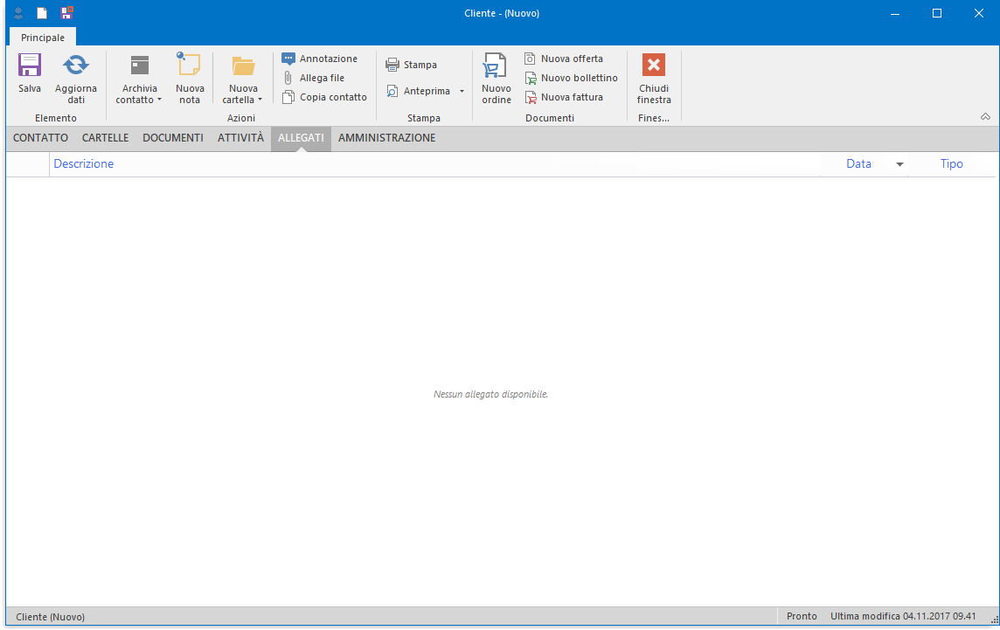 Cliente - (Nuovo)
Principale
Salva
Aggiorna
dati
Elemento
Archivia
contatto
Nuova
nota
Nuova
cartella
Annotazione
Allega file
Copia contatto
Azioni
Stampa
Anteprima
Stampa
Nuovo
ordine
Nuova offerta
Nuovo bollettino
Nuova fattura
Documenti
Chiudi
finestra
Fines...
CONTATTO CARTELLE DOCUMENTI ATTIVITÀ ALLEGATI AMMINISTRAZIONE
Descrizione Data Tipo
Nessun allegato disponibile.
Cliente (Nuovo) Pronto Ultima modifica 04.11.2017 09.41